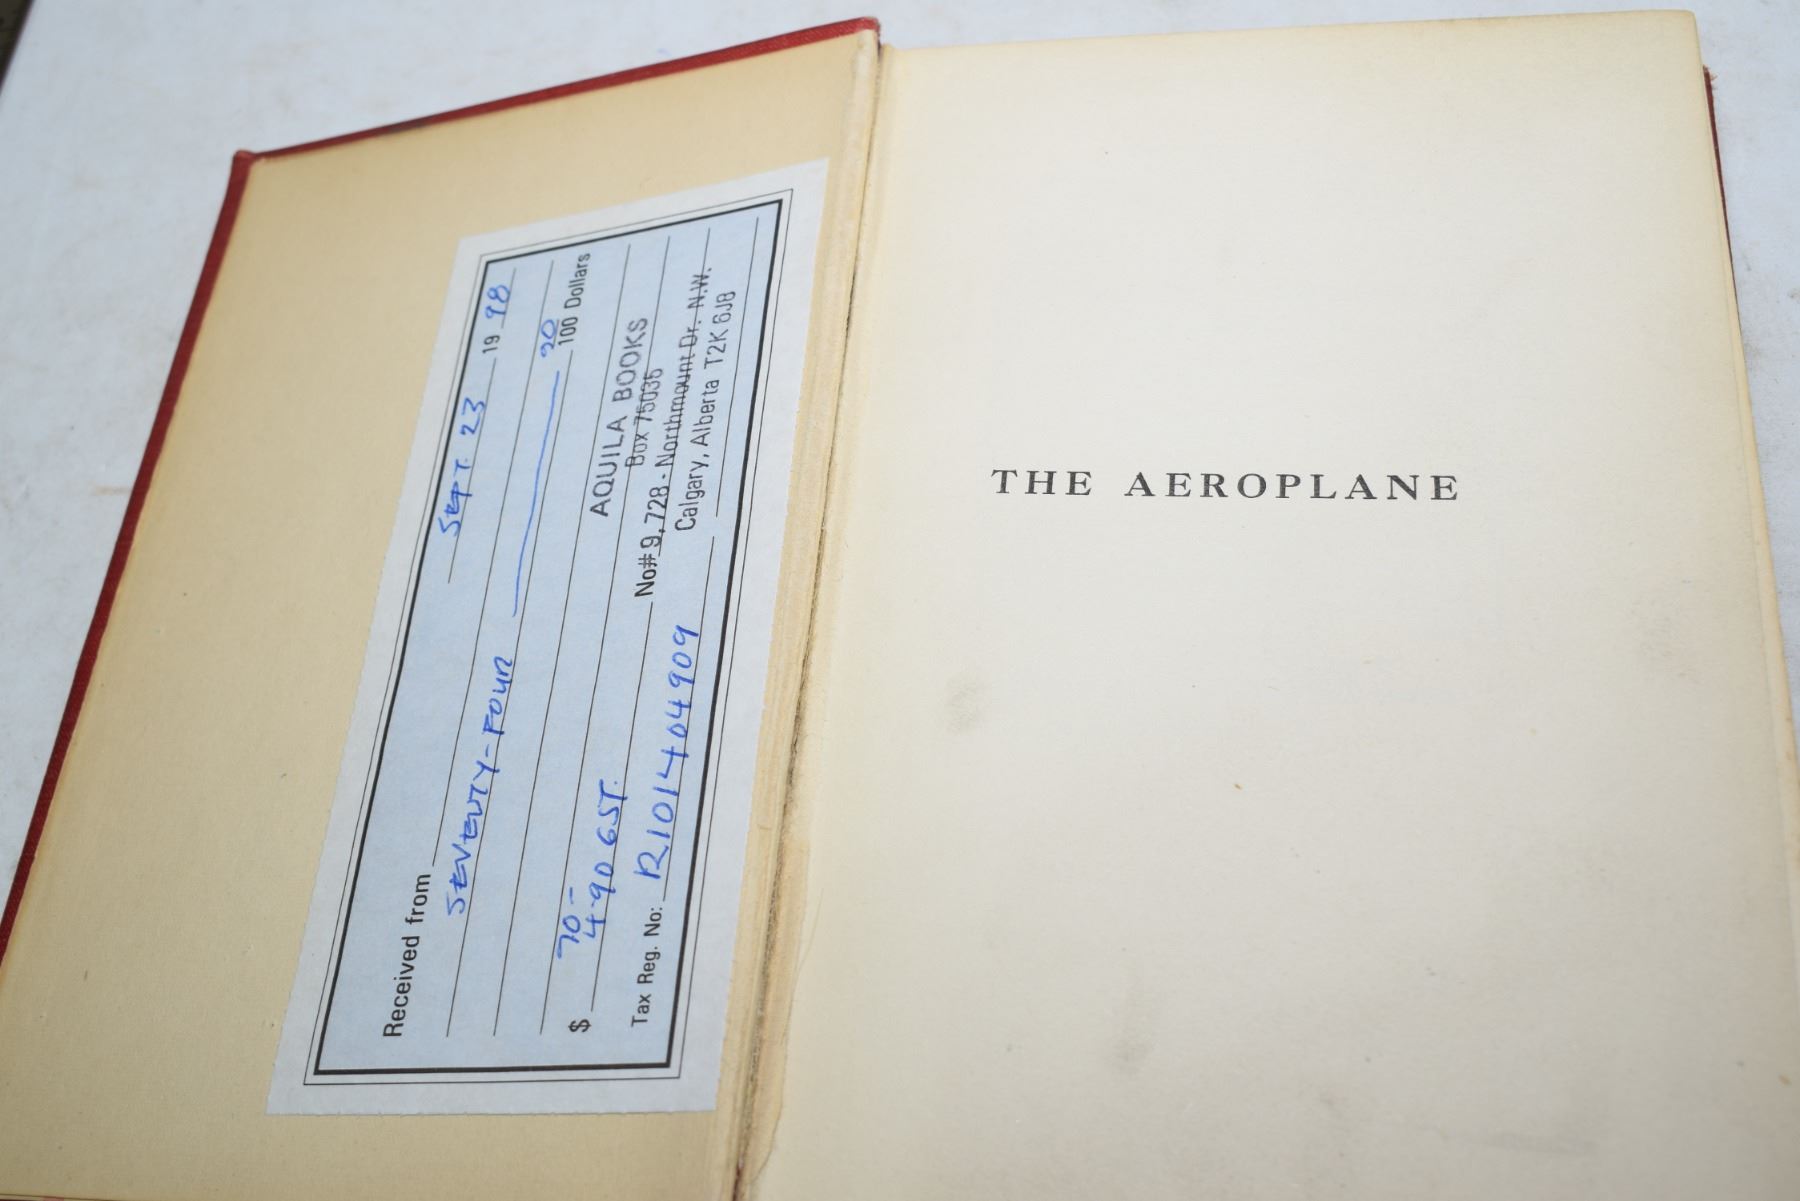 SEPT. 23 19 98
Received from
SEVENTY-FOUR 90
100 Dollars
$ 70-
4.90 GST.
AQUILA BOOKS
Box 75035
No# 9, 728 - Northmount Dr. N.W.
Calgary, Alberta T2K 6J8
Tax Reg. No: R101404909
THE AEROPLANE